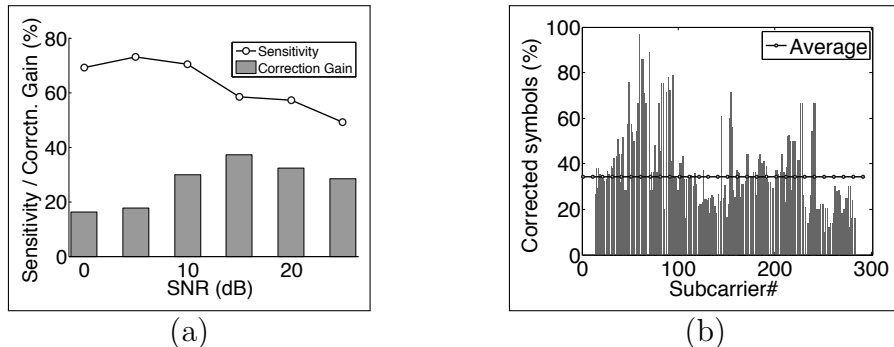 Sensitivity / Corrctn. Gain (%)
80
60
40
20
0
Sensitivity
Correction Gain
0
10
20
SNR (dB)
(a)
Corrected symbols (%)
100
80
60
40
20
0
Average
0
100
200
300
Subcarrier#
(b)